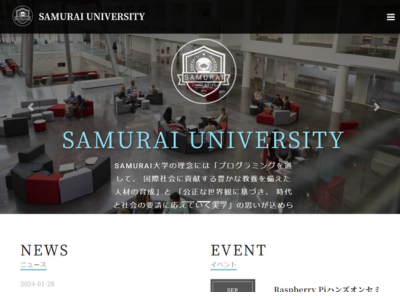 SAMURAI UNIVERSITY
SAMURAI
SAMURAI UNIVERSITY
SAMURAI大学の理念には「プログラミングを通
して、国際社会に貢献する豊かな教養を備えた
人材の育成」と「公正な世界観に基づき、時代
と社会の要請に応えていく実学」の思いが込めら
NEWS
ニュース
2024-01-28
EVENT
イベント
SEP
Raspberry Piハンズオンセミ